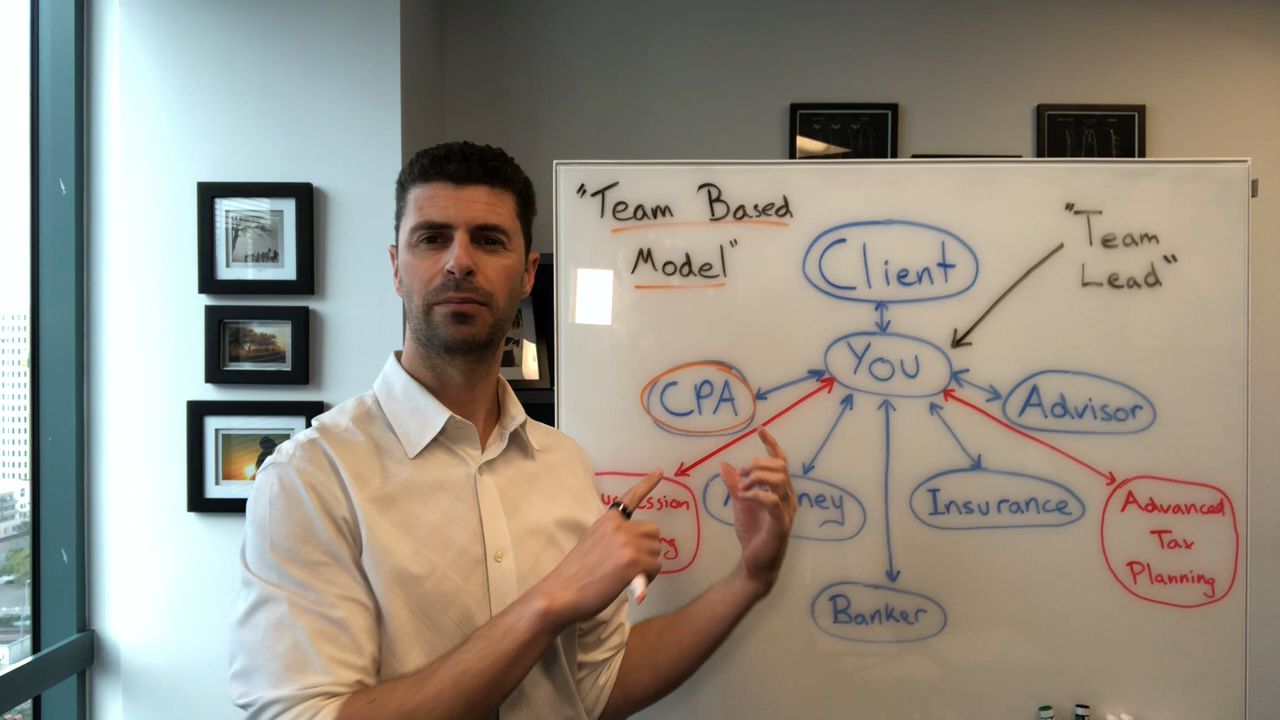 "Team Based
Model"
Client
"Team
Lead"
You
CPA
Advisor
Insurance
Advanced
Tax
Planning
Banker